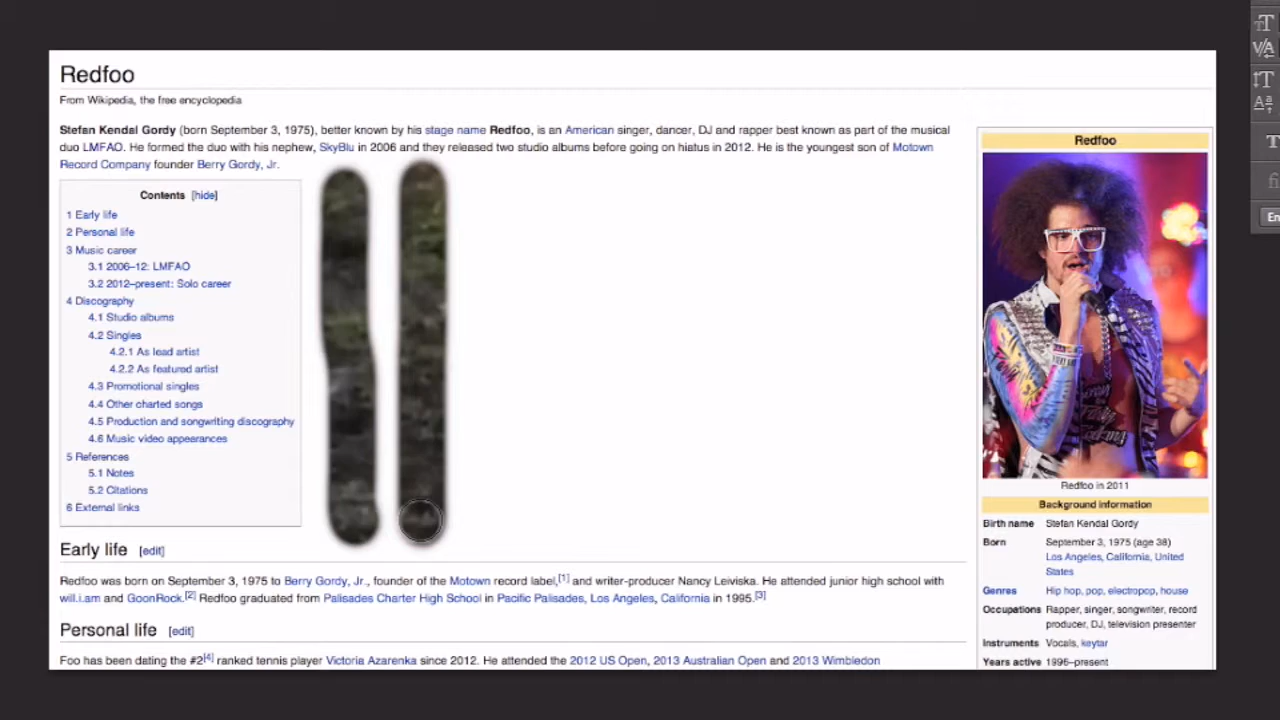 Redfoo
From Wikipedia, the free encyclopedia
Stefan Kendal Gordy (born September 3, 1975), better known by his stage name Redfoo, is an American singer, dancer, DJ and rapper best known as part of the musical
duo LMFAO. He formed the duo with his nephew, SkyBlu in 2006 and they released two studio albums before going on hiatus in 2012. He is the youngest son of Motown
Record Company founder Berry Gordy, Jr.
Contents [hide]
1 Early life
2 Personal life
3 Music career
3.1 2006–12: LMFAO
3.2 2012–present: Solo career
4 Discography
4.1 Studio albums
4.2 Singles
4.2.1 As lead artist
4.2.2 As featured artist
4.3 Promotional singles
4.4 Other charted songs
4.5 Production and songwriting discography
4.6 Music video appearances
5 References
5.1 Notes
5.2 Citations
6 External links
Early life [edit]
Redfoo was born on September 3, 1975 to Berry Gordy, Jr., founder of the Motown record label,[1] and writer-producer Nancy Leiviska. He attended junior high school with
will.i.am and GoonRock.[2] Redfoo graduated from Palisades Charter High School in Pacific Palisades, Los Angeles, California in 1995.[3]
Personal life [edit]
Foo has been dating the #2[4] ranked tennis player Victoria Azarenka since 2012. He attended the 2012 US Open, 2013 Australian Open and 2013 Wimbledon
Redfoo
Redfoo in 2011
Background information
Birth name Stefan Kendal Gordy
Born September 3, 1975 (age 38)
Los Angeles, California, United
States
Genres Hip hop, pop, electropop, house
Occupations Rapper, singer, songwriter, record
producer, DJ, television presenter
Instruments Vocals, keytar
Years active 1996–present
T
V/A
T
Aª
T
fi
En